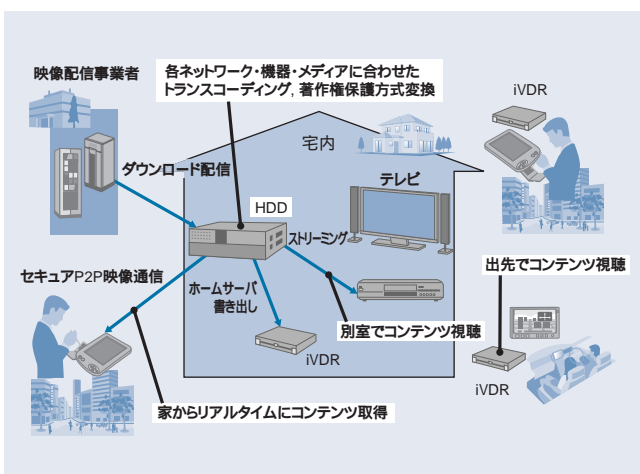 映像配信事業者
各ネットワーク・機器・メディアに合わせた
トランスコーディング, 著作権保護方式変換
iVDR
宅内
ダウンロード配信
テレビ
HDD
ストリーミング
セキュアP2P映像通信
ホームサーバ
書き出し
出先でコンテンツ視聴
別室でコンテンツ視聴
iVDR
iVDR
家からリアルタイムにコンテンツ取得